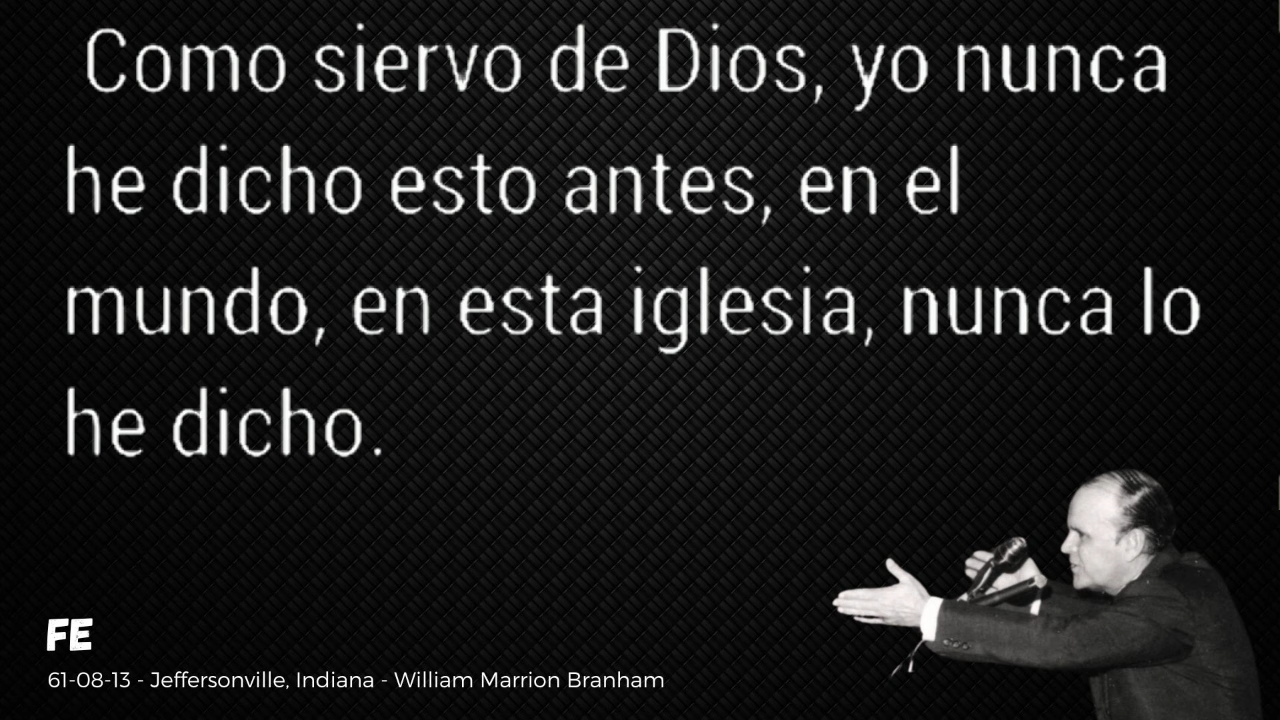 Como siervo de Dios, yo nunca
he dicho esto antes, en el
mundo, en esta iglesia, nunca lo
he dicho.
FE
61-08-13 - Jeffersonville, Indiana - William Marrion Branham